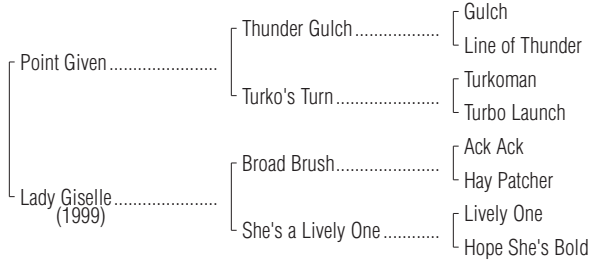 Gulch
Thunder Gulch
Line of Thunder
Point Given
Turkoman
Turko's Turn
Turbo Launch
Ack Ack
Broad Brush
Hay Patcher
Lady Giselle
(1999)
Lively One
She's a Lively One
Hope She's Bold